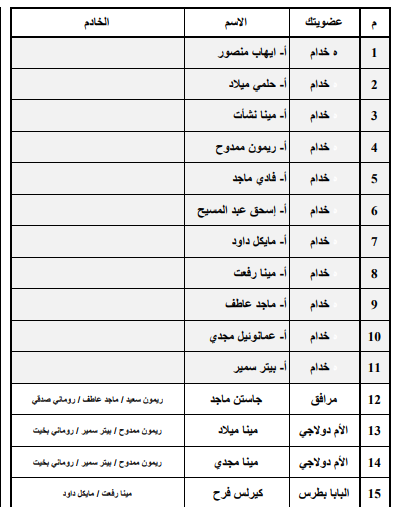 م عضويتك الاسم الخادم
1 ه خدام أ- ايهاب منصور
2 خدام أ- حلمي ميلاد
3 خدام أ- مينا نشأت
4 خدام أ- ريمون ممدوح
5 خدام أ- فادي ماجد
6 خدام أ- إسحق عبد المسيح
7 خدام أ- مايكل داود
8 خدام أ- مينا رفعت
9 خدام أ- ماجد عاطف
10 خدام أ- عمانوئيل مجدي
11 خدام أ- بيتر سمير
12 مرافق جاستن ماجد ريمون سعيد / ماجد عاطف / روماني صدقي
13 الأم دولاجي مينا ميلاد ريمون ممدوح / بيتر سمير / روماني بخيت
14 الأم دولاجي مينا مجدي ريمون ممدوح / بيتر سمير / روماني بخيت
15 البابا بطرس كيرلس فرح مينا رفعت / مايكل داود